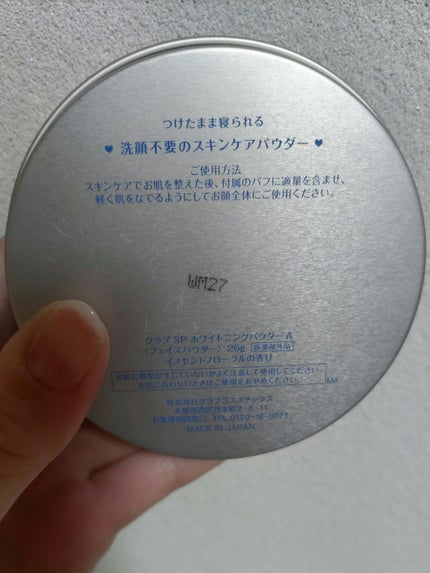 つけたまま寝られる
♥ 洗顔不要のスキンケアパウダー ♥
ご使用方法
スキンケアでお肌を整えた後、付属のパフに適量を含ませ、
軽く肌をなでるようにしてお顔全体にご使用ください。
WM27
クラブ SP ホワイトニングパウダー A
〈フェイスパウダー〉 26g 医薬部外品
イノセントフローラルの香り
お肌に異常が生じていないかよく注意して使用してください。
お肌に合わないときはご使用をおやめください。
株式会社クラブコスメチックス
大阪市西区西本町2-6-11
お客様相談窓口 TEL 0120-16-0077
MADE IN JAPAN